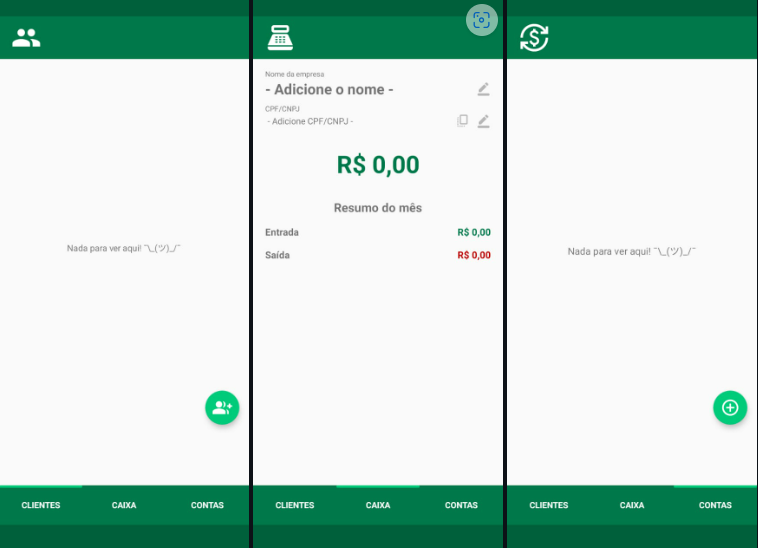 Nada para ver aqui! ¯\_(ツ)_/¯
CLIENTES
CAIXA
CONTAS
Nome da empresa
- Adicione o nome -
CPF/CNPJ
- Adicione CPF/CNPJ -
R$ 0,00
Resumo do mês
Entrada R$ 0,00
Saída R$ 0,00
CLIENTES
CAIXA
CONTAS
Nada para ver aqui! ¯\_(ツ)_/¯
CLIENTES
CAIXA
CONTAS